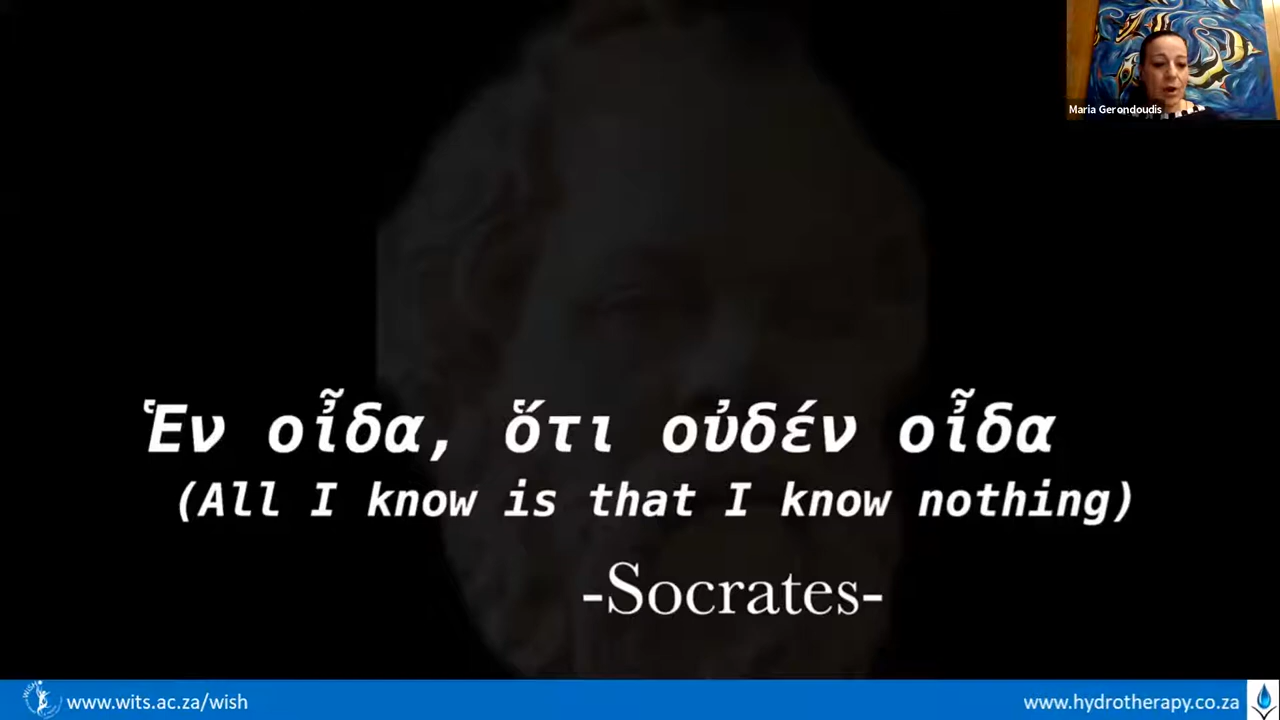 Maria Gerondoudis
Ἓν οἶδα, ὅτι οὐδέν οἶδα
(All I know is that I know nothing)
-Socrates-
www.wits.ac.za/wish
www.hydrotherapy.co.za